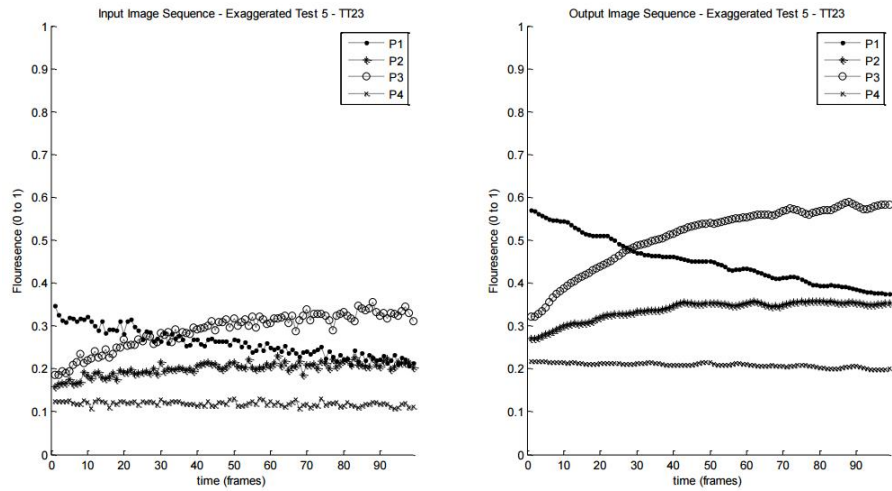 Input Image Sequence - Exaggerated Test 5 - TT23
P1
P2
P3
P4
Flouresence (0 to 1)
1
0.9
0.8
0.7
0.6
0.5
0.4
0.3
0.2
0.1
0
0 10 20 30 40 50 60 70 80 90
time (frames)
Output Image Sequence - Exaggerated Test 5 - TT23
P1
P2
P3
P4
Flouresence (0 to 1)
1
0.9
0.8
0.7
0.6
0.5
0.4
0.3
0.2
0.1
0
0 10 20 30 40 50 60 70 80 90
time (frames)